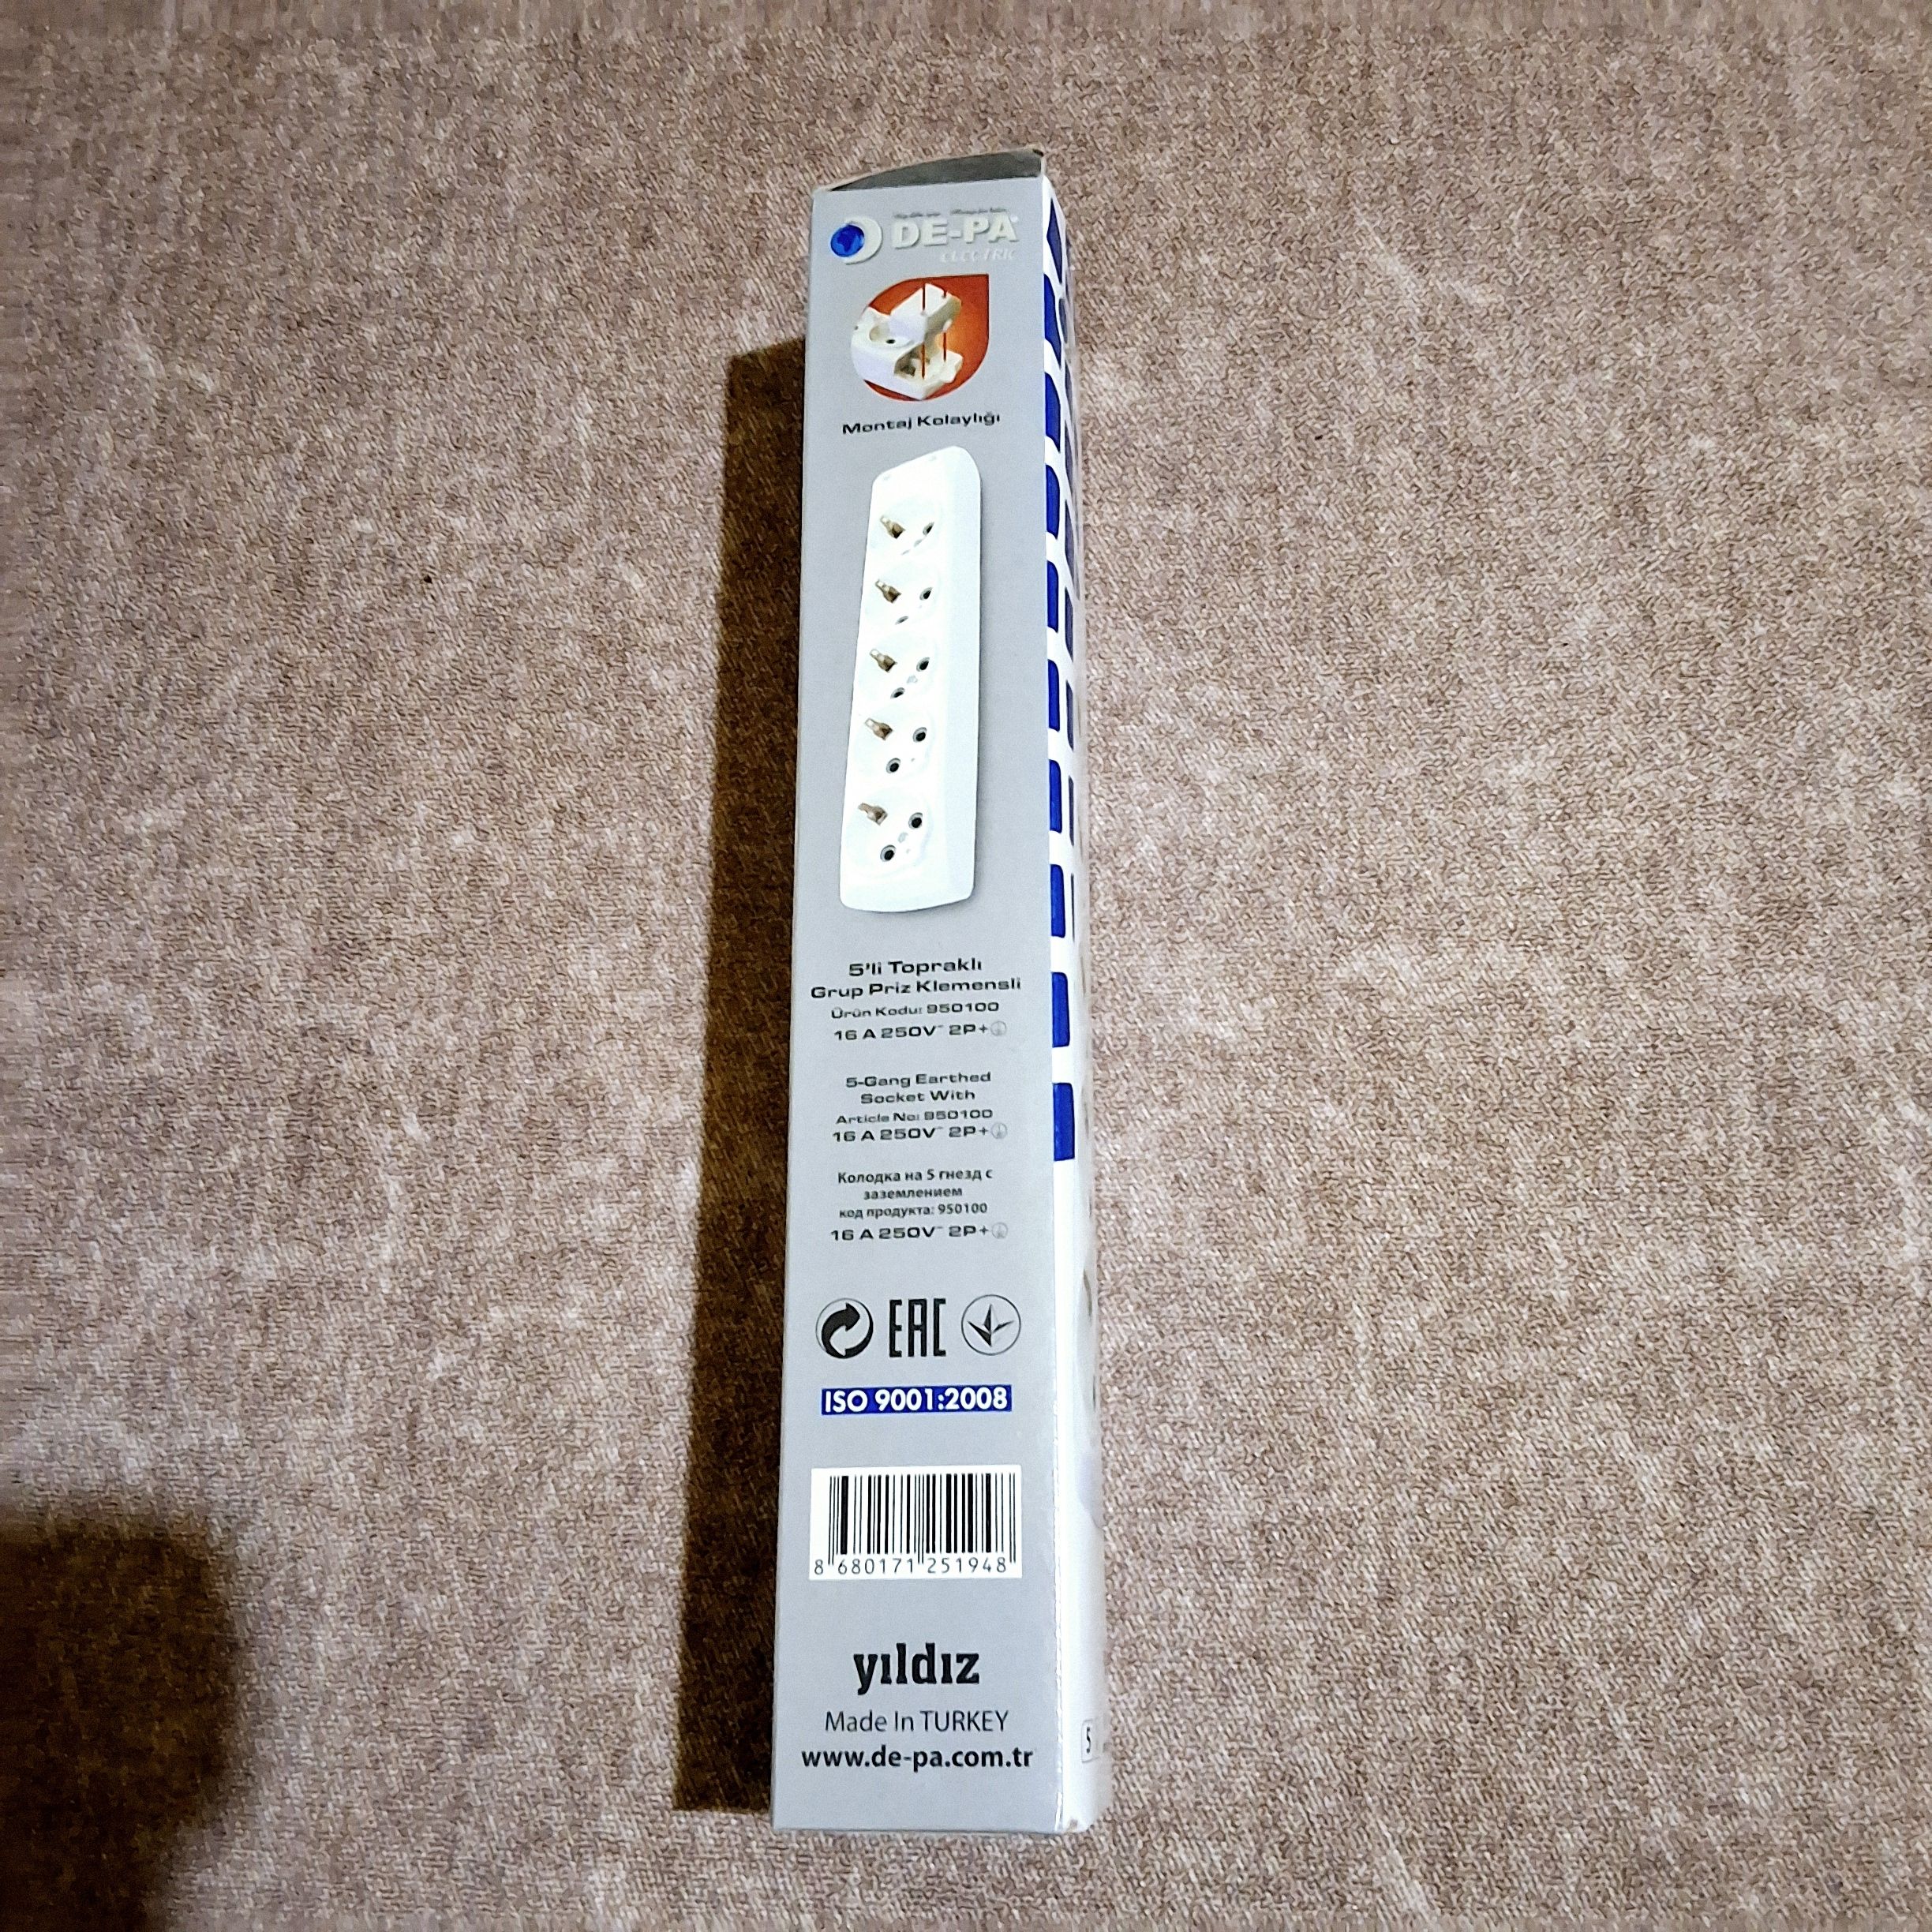 DE-PA
ELECTRIC
Montaj Kolaylığı
5'li Topraklı
Grup Priz Klemensli
Ürün Kodu: 950100
16 A 250V~ 2P+
5-Gang Earthed
Socket With
Article No: 950100
16 A 250V~ 2P+
Колодка на 5 гнезд с
заземлением
код продукта: 950100
16 A 250V~ 2P+
EAC
ISO 9001:2008
8 680171 251948
yıldız
Made In TURKEY
www.de-pa.com.tr
5